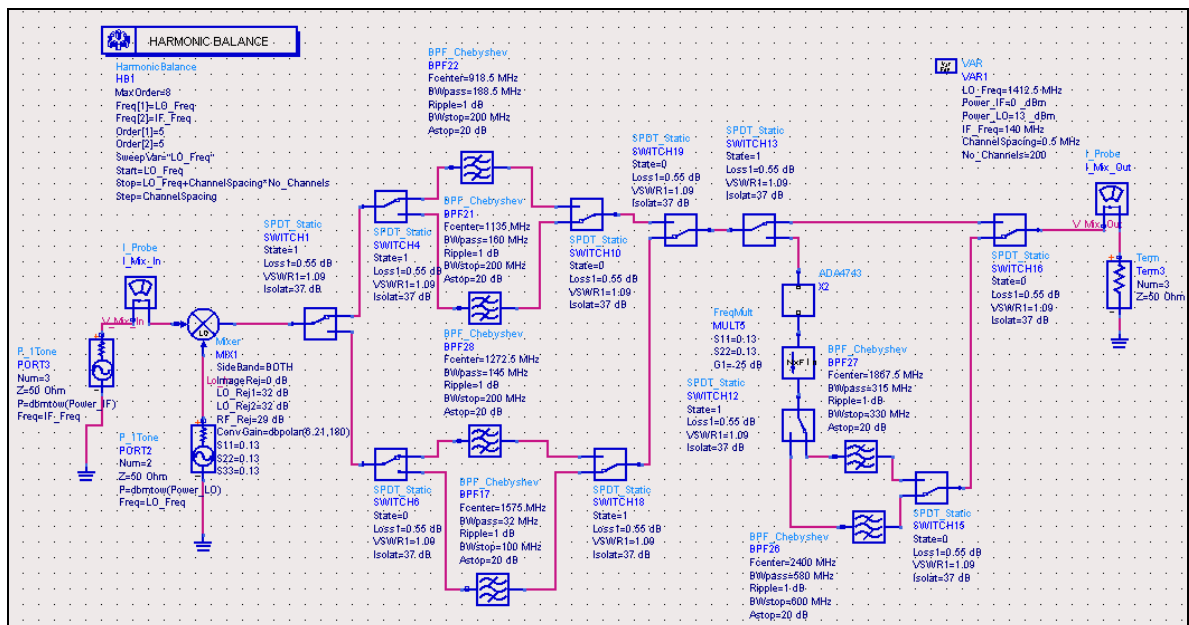 HARMONIC BALANCE
HarmonicBalance
HB1
MaxOrder=8
Freq[1]=LO_Freq
Freq[2]=IF_Freq
Order[1]=5
Order[2]=5
SweepVar="LO_Freq"
Start=LO_Freq
Stop=LO_Freq+ChannelSpacing*No_Channels
Step=ChannelSpacing
BPF_Chebyshev
BPF22
Fcenter=918.5 MHz
BWpass=188.5 MHz
Ripple=1 dB
BWstop=200 MHz
Astop=20 dB
VAR
VAR1
LO_Freq=1412.5 MHz
Power_IF=0 _dBm
Power_LO=13 _dBm
IF_Freq=140 MHz
ChannelSpacing=0.5 MHz
No_Channels=200
SPDT_Static
SWITCH19
State=0
Loss1=0.55 dB
VSWR1=1.09
Isolat=37 dB
SPDT_Static
SWITCH13
State=1
Loss1=0.55 dB
VSWR1=1.09
Isolat=37 dB
I_Probe
I_Mix_Out
V_Mix_Out
Term
Term3
Num=3
Z=50 Ohm
SPDT_Static
SWITCH1
State=1
Loss1=0.55 dB
VSWR1=1.09
Isolat=37 dB
SPDT_Static
SWITCH4
State=1
Loss1=0.55 dB
VSWR1=1.09
Isolat=37 dB
BPF_Chebyshev
BPF21
Fcenter=1135 MHz
BWpass=160 MHz
Ripple=1 dB
BWstop=200 MHz
Astop=20 dB
SPDT_Static
SWITCH10
State=0
Loss1=0.55 dB
VSWR1=1.09
Isolat=37 dB
SPDT_Static
SWITCH16
State=0
Loss1=0.55 dB
VSWR1=1.09
Isolat=37 dB
I_Probe
I_Mix_In
V_Mix_In
P_1Tone
PORT3
Num=3
Z=50 Ohm
P=dbmtow(Power_IF)
Freq=IF_Freq
LO
Mixer
MIX1
SideBand=BOTH
ImageRej=0 dB
LO_Rej1=32 dB
LO_Rej2=32 dB
RF_Rej=29 dB
ConvGain=dbpolar(6.21,180)
S11=0.13
S22=0.13
S33=0.13
P_1Tone
PORT2
Num=2
Z=50 Ohm
P=dbmtow(Power_LO)
Freq=LO_Freq
BPF_Chebyshev
BPF28
Fcenter=1272.5 MHz
BWpass=145 MHz
Ripple=1 dB
BWstop=200 MHz
Astop=20 dB
ADA4743
X2
FreqMult
MULT5
S11=0.13
S22=0.13
G1=-25 dB
NxF
BPF_Chebyshev
BPF27
Fcenter=1867.5 MHz
BWpass=315 MHz
Ripple=1 dB
BWstop=330 MHz
Astop=20 dB
SPDT_Static
SWITCH12
State=1
Loss1=0.55 dB
VSWR1=1.09
Isolat=37 dB
SPDT_Static
SWITCH6
State=0
Loss1=0.55 dB
VSWR1=1.09
Isolat=37 dB
BPF_Chebyshev
BPF17
Fcenter=1575 MHz
BWpass=32 MHz
Ripple=1 dB
BWstop=100 MHz
Astop=20 dB
SPDT_Static
SWITCH18
State=1
Loss1=0.55 dB
VSWR1=1.09
Isolat=37 dB
SPDT_Static
SWITCH15
State=0
Loss1=0.55 dB
VSWR1=1.09
Isolat=37 dB
BPF_Chebyshev
BPF26
Fcenter=2400 MHz
BWpass=580 MHz
Ripple=1 dB
BWstop=600 MHz
Astop=20 dB